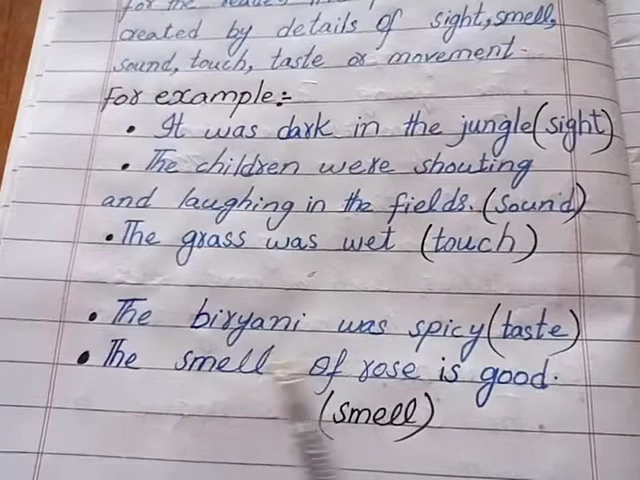 for the
created by details of sight, smell,
sound, touch, taste or movement.
For example:-
• It was dark in the jungle (sight)
• The children were shouting
and laughing in the fields. (sound)
• The grass was wet (touch)
• The biryani was spicy (taste)
• The smell of rose is good.
(smell)